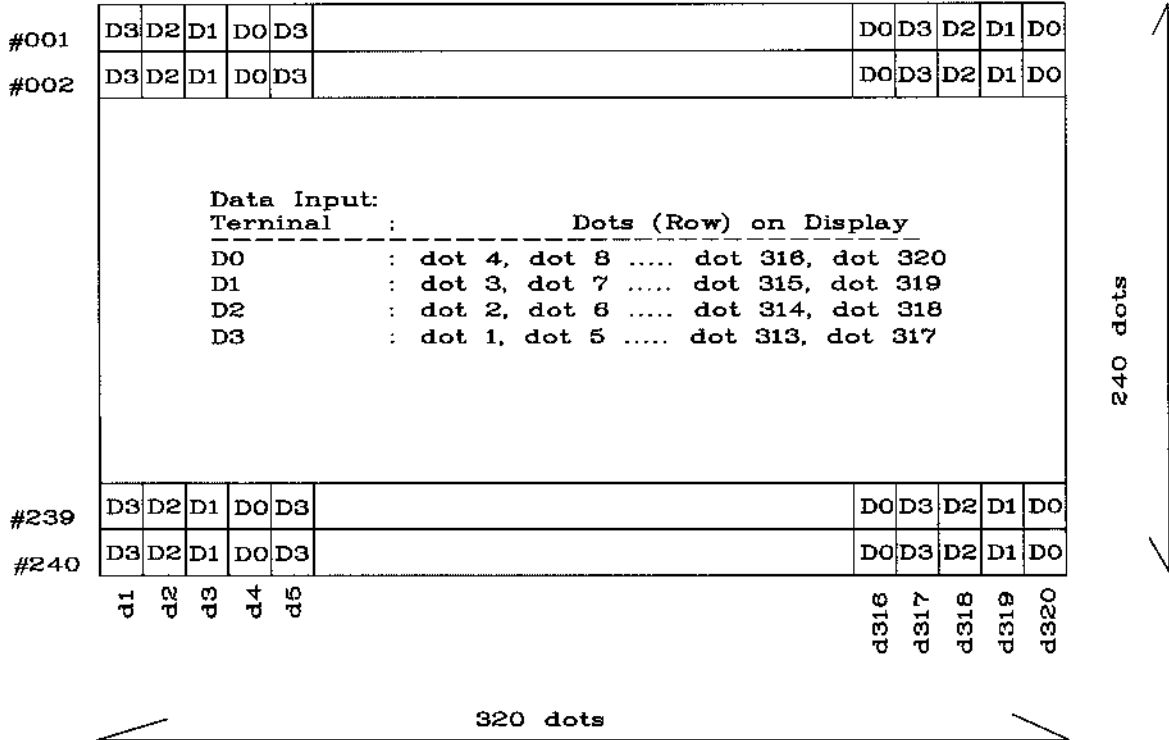 #001 D3 D2 D1 D0 D3 D0 D3 D2 D1 D0
#002 D3 D2 D1 D0 D3 D0 D3 D2 D1 D0
Data Input:
Terninal : Dots (Row) on Display
D0 : dot 4, dot 8 ..... dot 316, dot 320
D1 : dot 3, dot 7 ..... dot 315, dot 319
D2 : dot 2, dot 6 ..... dot 314, dot 318
D3 : dot 1, dot 5 ..... dot 313, dot 317
240 dots
#239 D3 D2 D1 D0 D3 D0 D3 D2 D1 D0
#240 D3 D2 D1 D0 D3 D0 D3 D2 D1 D0
d1 d2 d3 d4 d5 d316 d317 d318 d319 d320
320 dots